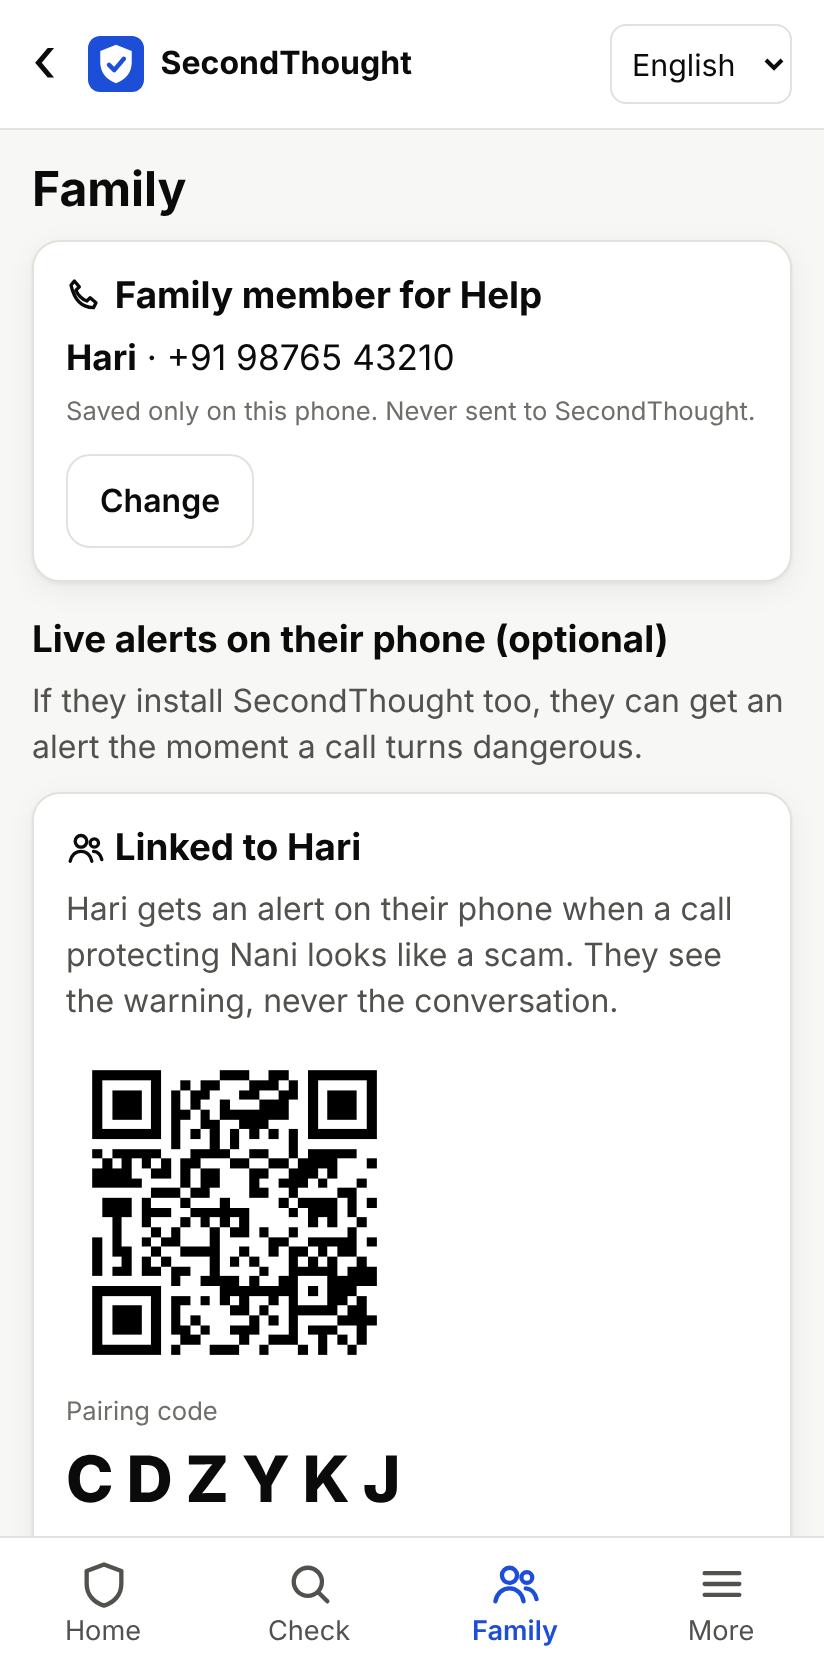 SecondThought
English
Family
Family member for Help
Hari · +91 98765 43210
Saved only on this phone. Never sent to SecondThought.
Change
Live alerts on their phone (optional)
If they install SecondThought too, they can get an
alert the moment a call turns dangerous.
Linked to Hari
Hari gets an alert on their phone when a call
protecting Nani looks like a scam. They see
the warning, never the conversation.
Pairing code
CDZYKJ
Home
Check
Family
More